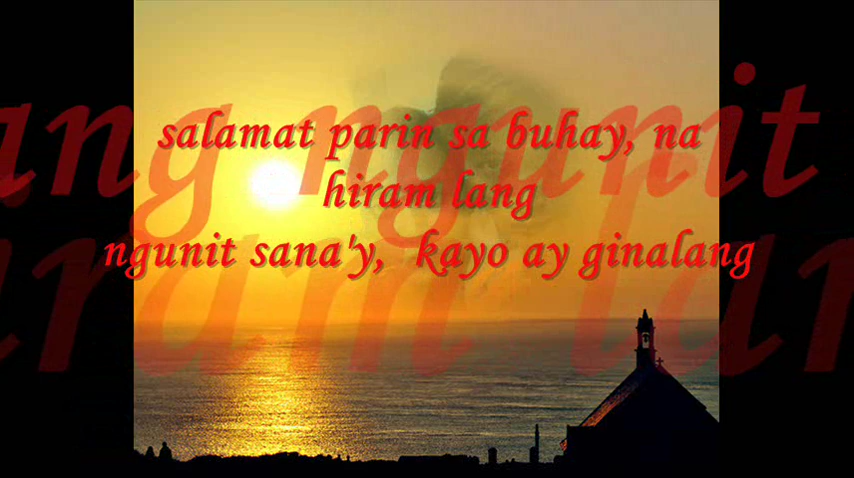 salamat parin sa buhay, na
hiram lang
ngunit sana'y, kayo ay ginalang